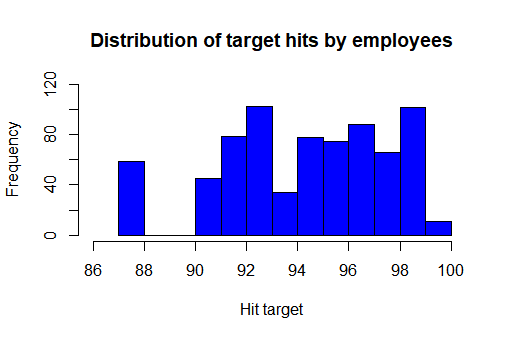 Distribution of target hits by employees
Frequency
120
80
40
0
86 88 90 92 94 96 98 100
Hit target